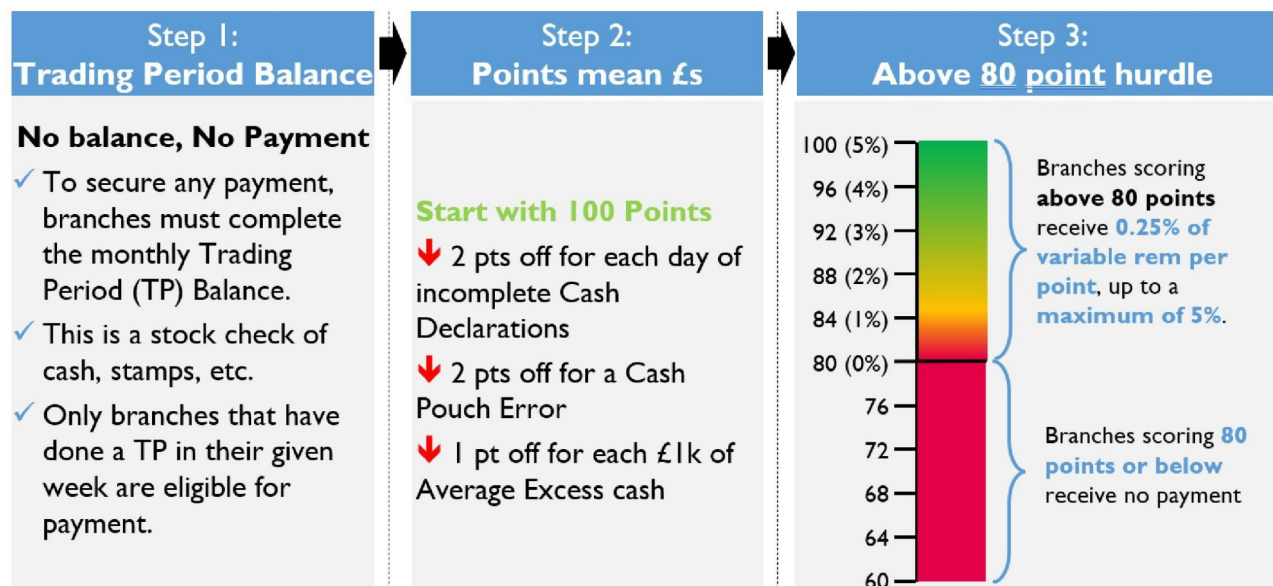 Step 1:
Trading Period Balance
No balance, No Payment
✓ To secure any payment,
branches must complete
the monthly Trading
Period (TP) Balance.
✓ This is a stock check of
cash, stamps, etc.
✓ Only branches that have
done a TP in their given
week are eligible for
payment.
Step 2:
Points mean £s
Start with 100 Points
🡓 2 pts off for each day of
incomplete Cash
Declarations
🡓 2 pts off for a Cash
Pouch Error
🡓 1 pt off for each £1k of
Average Excess cash
Step 3:
Above 80 point hurdle
100 (5%)
96 (4%)
92 (3%)
88 (2%)
84 (1%)
80 (0%)
76
72
68
64
60
Branches scoring
above 80 points
receive 0.25% of
variable rem per
point, up to a
maximum of 5%.
Branches scoring 80
points or below
receive no payment